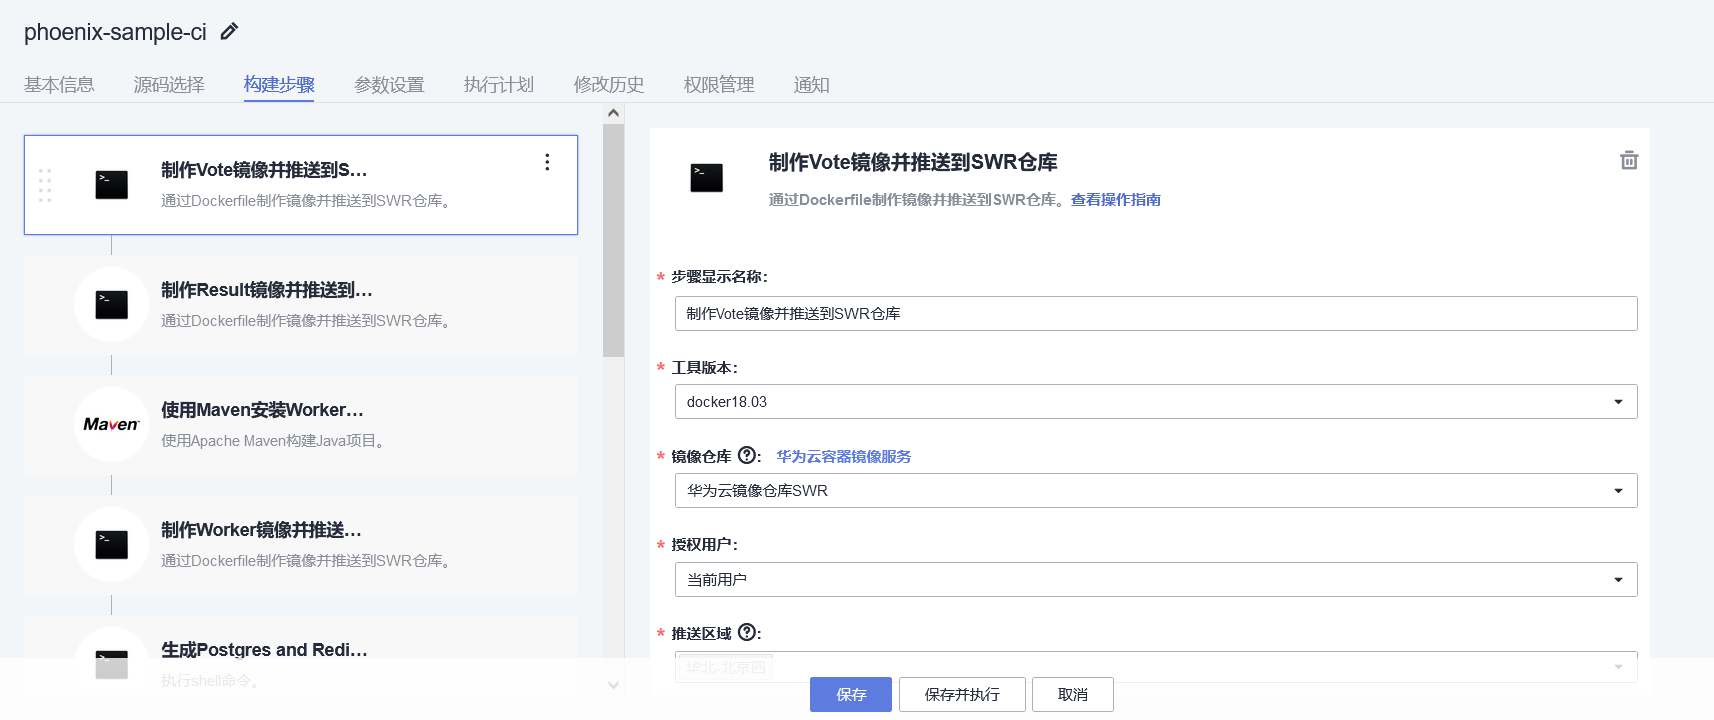 phoenix-sample-ci
基本信息 源码选择 构建步骤 参数设置 执行计划 修改历史 权限管理 通知
制作Vote镜像并推送到S...
通过Dockerfile制作镜像并推送到SWR仓库。
制作Result镜像并推送到...
通过Dockerfile制作镜像并推送到SWR仓库。
Maven
使用Maven安装Worker...
使用Apache Maven构建Java项目。
制作Worker镜像并推送...
通过Dockerfile制作镜像并推送到SWR仓库。
生成Postgres and Redi...
执行shell命令。
制作Vote镜像并推送到SWR仓库
通过Dockerfile制作镜像并推送到SWR仓库。查看操作指南
* 步骤显示名称:
制作Vote镜像并推送到SWR仓库
* 工具版本:
docker18.03
* 镜像仓库 ?: 华为云容器镜像服务
华为云镜像仓库SWR
* 授权用户:
当前用户
* 推送区域 ?:
华北-北京四
保存 保存并执行 取消